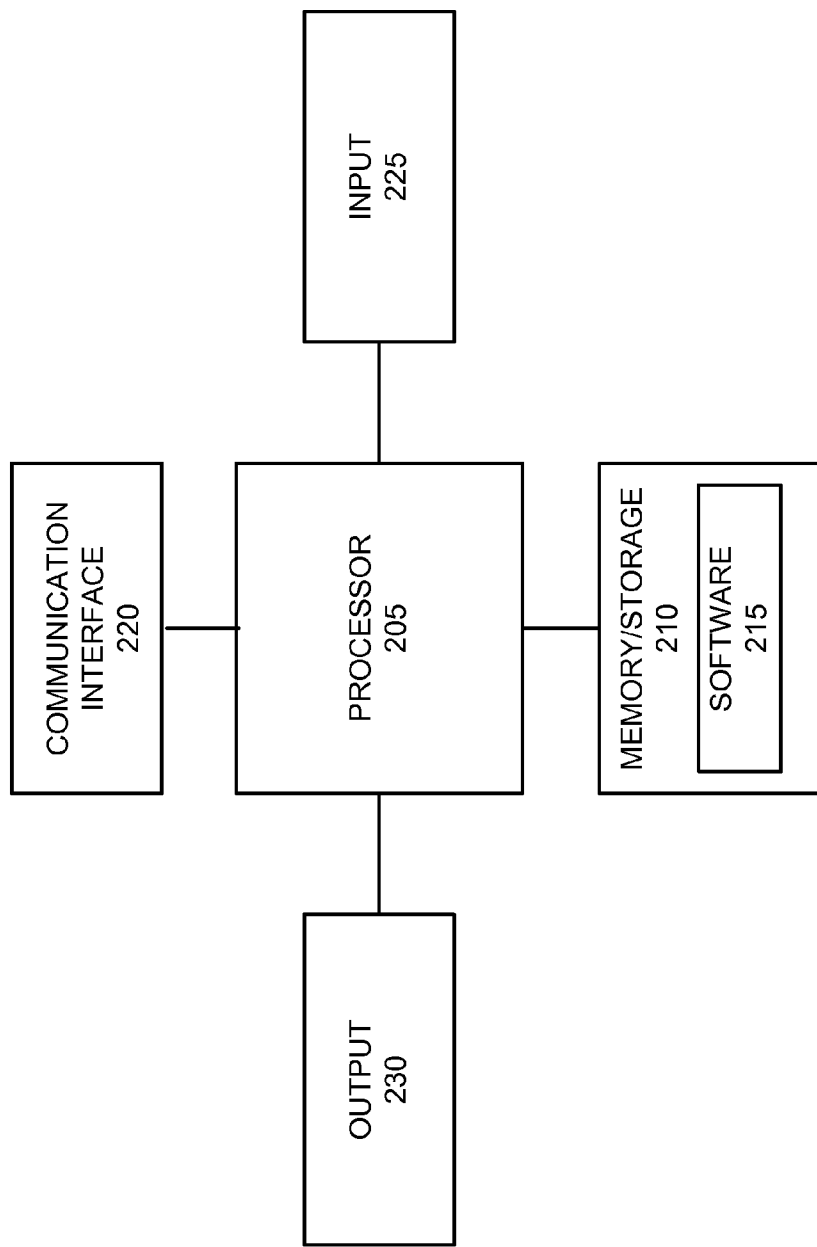 COMMUNICATION
INTERFACE
220
INPUT
225
PROCESSOR
205
OUTPUT
230
MEMORY/STORAGE
210
SOFTWARE
215